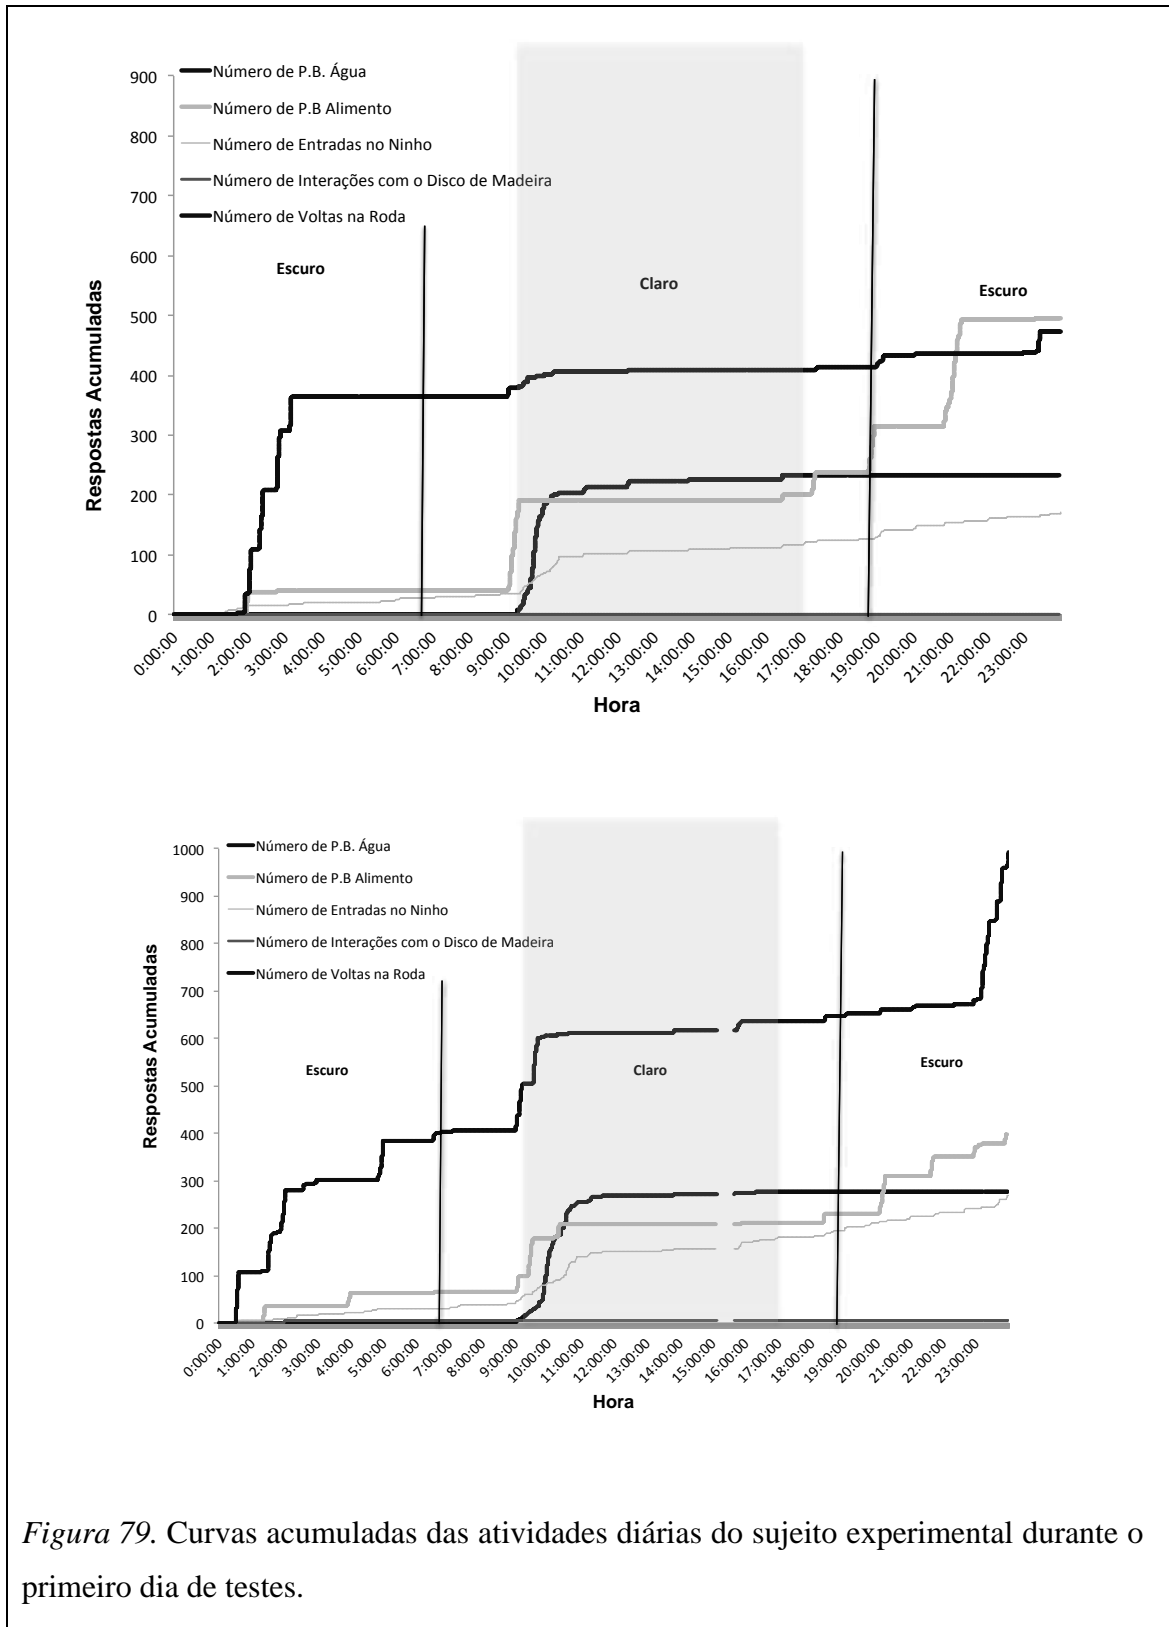 900
800
700
600
500
400
300
200
100
0
Respostas Acumuladas
Número de P.B. Água
Número de P.B Alimento
Número de Entradas no Ninho
Número de Interações com o Disco de Madeira
Número de Voltas na Roda
Escuro
Claro
Escuro
0:00:00 1:00:00 2:00:00 3:00:00 4:00:00 5:00:00 6:00:00 7:00:00 8:00:00 9:00:00 10:00:00 11:00:00 12:00:00 13:00:00 14:00:00 15:00:00 16:00:00 17:00:00 18:00:00 19:00:00 20:00:00 21:00:00 22:00:00 23:00:00
Hora
1000
900
800
700
600
500
400
300
200
100
0
Respostas Acumuladas
Número de P.B. Água
Número de P.B Alimento
Número de Entradas no Ninho
Número de Interações com o Disco de Madeira
Número de Voltas na Roda
Escuro
Claro
Escuro
0:00:00 1:00:00 2:00:00 3:00:00 4:00:00 5:00:00 6:00:00 7:00:00 8:00:00 9:00:00 10:00:00 11:00:00 12:00:00 13:00:00 14:00:00 15:00:00 16:00:00 17:00:00 18:00:00 19:00:00 20:00:00 21:00:00 22:00:00 23:00:00
Hora
Figura 79. Curvas acumuladas das atividades diárias do sujeito experimental durante o
primeiro dia de testes.